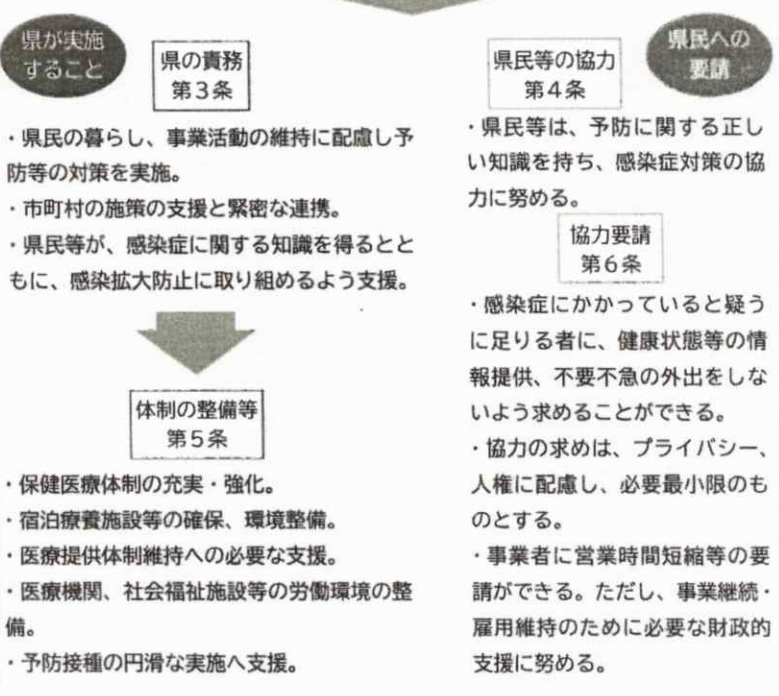 県が実施
すること
県の責務
第3条
・県民の暮らし、事業活動の維持に配慮し予
防等の対策を実施。
・市町村の施策の支援と緊密な連携。
・県民等が、感染症に関する知識を得るとと
もに、感染拡大防止に取り組めるよう支援。
体制の整備等
第5条
・保健医療体制の充実・強化。
・宿泊療養施設等の確保、環境整備。
・医療提供体制維持への必要な支援。
・医療機関、社会福祉施設等の労働環境の整
備。
・予防接種の円滑な実施へ支援。
県民等の協力
第4条
県民への
要請
・県民等は、予防に関する正し
い知識を持ち、感染症対策の協
力に努める。
協力要請
第6条
・感染症にかかっていると疑う
に足りる者に、健康状態等の情
報提供、不要不急の外出をしな
いよう求めることができる。
・協力の求めは、プライバシー、
人権に配慮し、必要最小限のも
のとする。
・事業者に営業時間短縮等の要
請ができる。ただし、事業継続・
雇用維持のために必要な財政的
支援に努める。